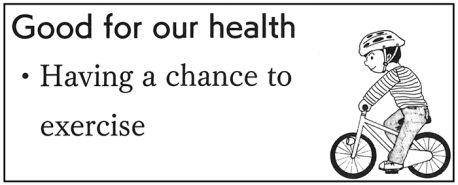 Good for our health
• Having a chance to
exercise